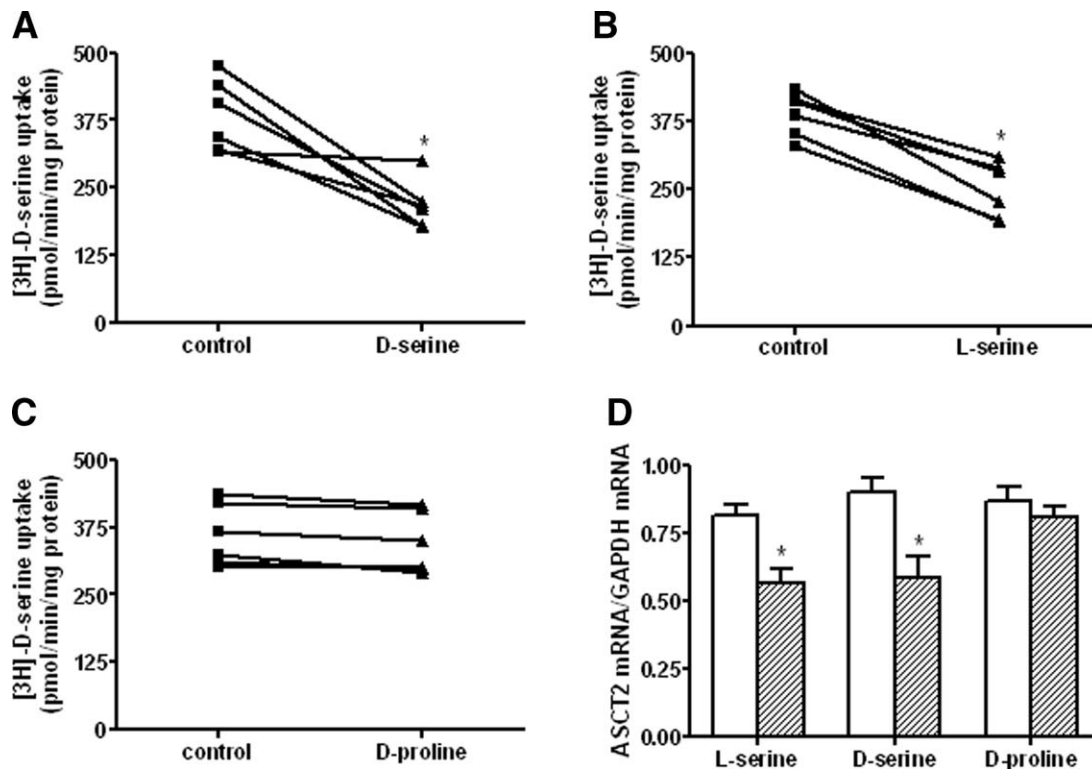 A
[3H]-D-serine uptake
(pmol/min/mg protein)
500
375
250
125
0
*
control
D-serine
B
[3H]-D-serine uptake
(pmol/min/mg protein)
500
375
250
125
0
*
control
L-serine
C
[3H]-D-serine uptake
(pmol/min/mg protein)
500
375
250
125
0
control
D-proline
D
ASCT2 mRNA/GAPDH mRNA
1.00
0.75
0.50
0.25
0.00
*
*
L-serine
D-serine
D-proline